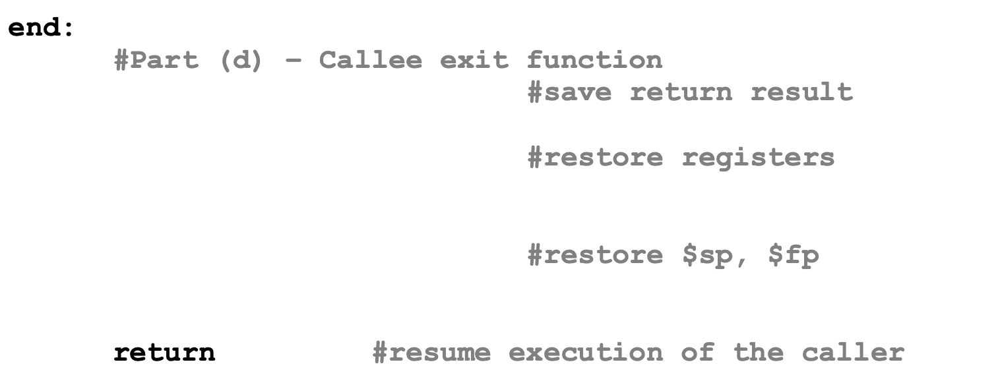 end:
#Part (d) – Callee exit function
#save return result
#restore registers
#restore $sp, $fp
return #resume execution of the caller